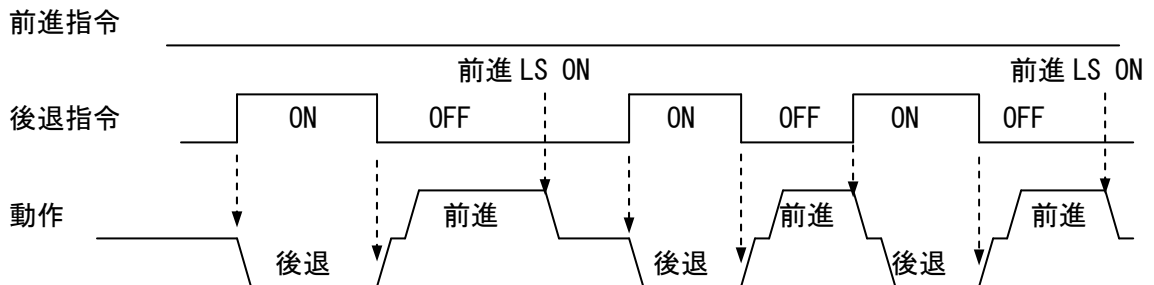 前進指令
前進 LS ON 前進 LS ON
後退指令 ON OFF ON OFF ON OFF
動作 前進 前進 前進
後退 後退 後退